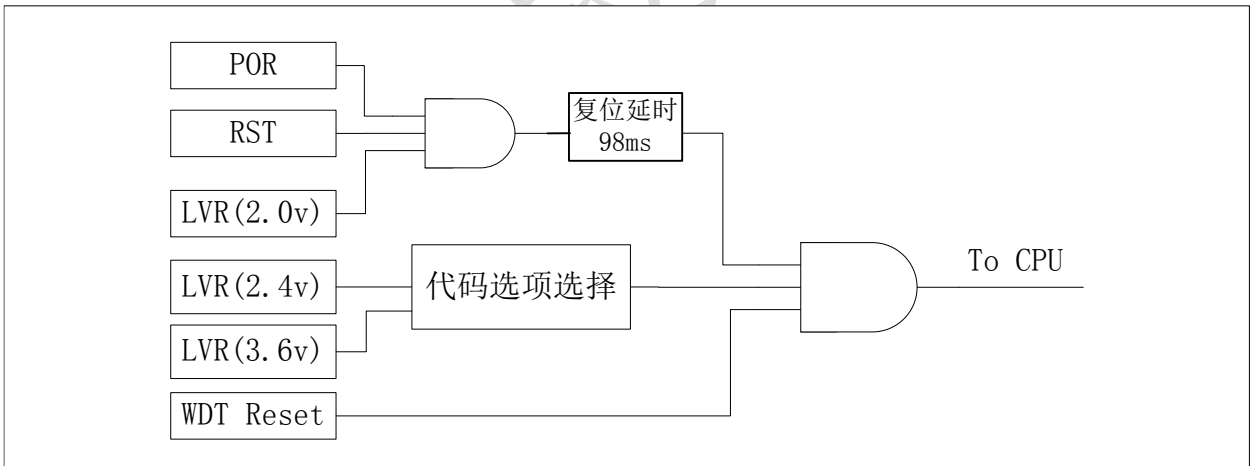 POR
RST
LVR(2.0v)
LVR(2.4v)
LVR(3.6v)
WDT Reset
复位延时
98ms
代码选项选择
To CPU